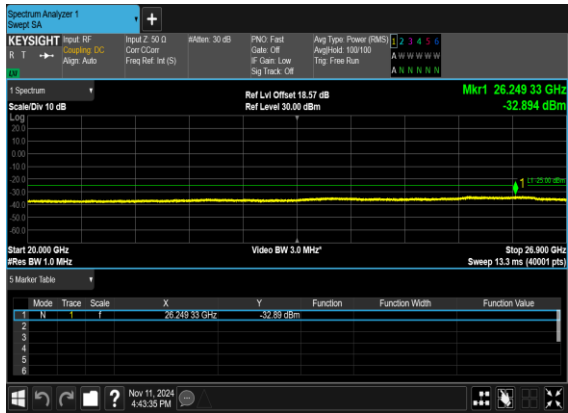 Spectrum Analyzer 1
Swept SA
+
KEYSIGHT Input: RF Input Z: 50 Ω #Atten: 30 dB PNO: Fast Avg Type: Power (RMS) 1 2 3 4 5 6
R T Coupling: DC Corr CCorr Gate: Off Avg|Hold: 100/100 A W W W W W
Align: Auto Freq Ref: Int (S) IF Gain: Low Trig: Free Run
LXI Sig Track: Off A N N N N N
1 Spectrum Ref Lvl Offset 18.57 dB Mkr1 26.249 33 GHz
Scale/Div 10 dB Ref Level 30.00 dBm -32.894 dBm
Log
20.0
10.0
0.00
-10.0
-20.0
1 L1 -25.00 dBm
-30.0
-40.0
-50.0
-60.0
Start 20.000 GHz Video BW 3.0 MHz* Stop 26.900 GHz
#Res BW 1.0 MHz Sweep 13.3 ms (40001 pts)
5 Marker Table
Mode Trace Scale X Y Function Function Width Function Value
1 N 1 f 26.249 33 GHz -32.89 dBm
2
3
4
5
6
? Nov 11, 2024
4:43:35 PM